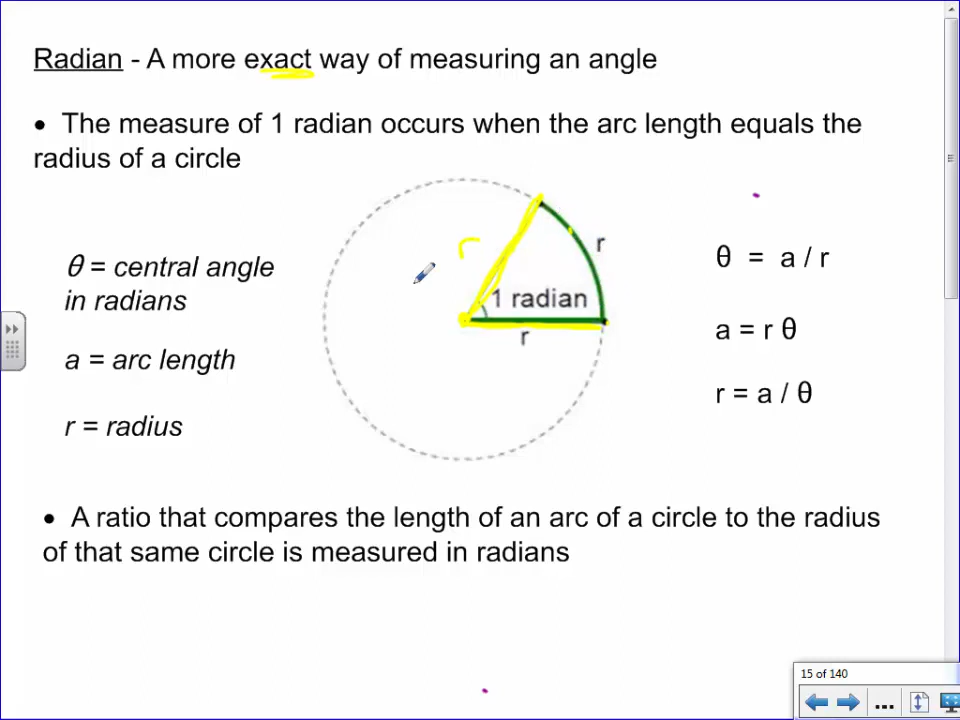 Radian - A more exact way of measuring an angle
• The measure of 1 radian occurs when the arc length equals the
radius of a circle
θ = central angle
in radians
a = arc length
r = radius
r
r
1 radian
r
θ = a / r
a = r θ
r = a / θ
• A ratio that compares the length of an arc of a circle to the radius
of that same circle is measured in radians
15 of 140
...